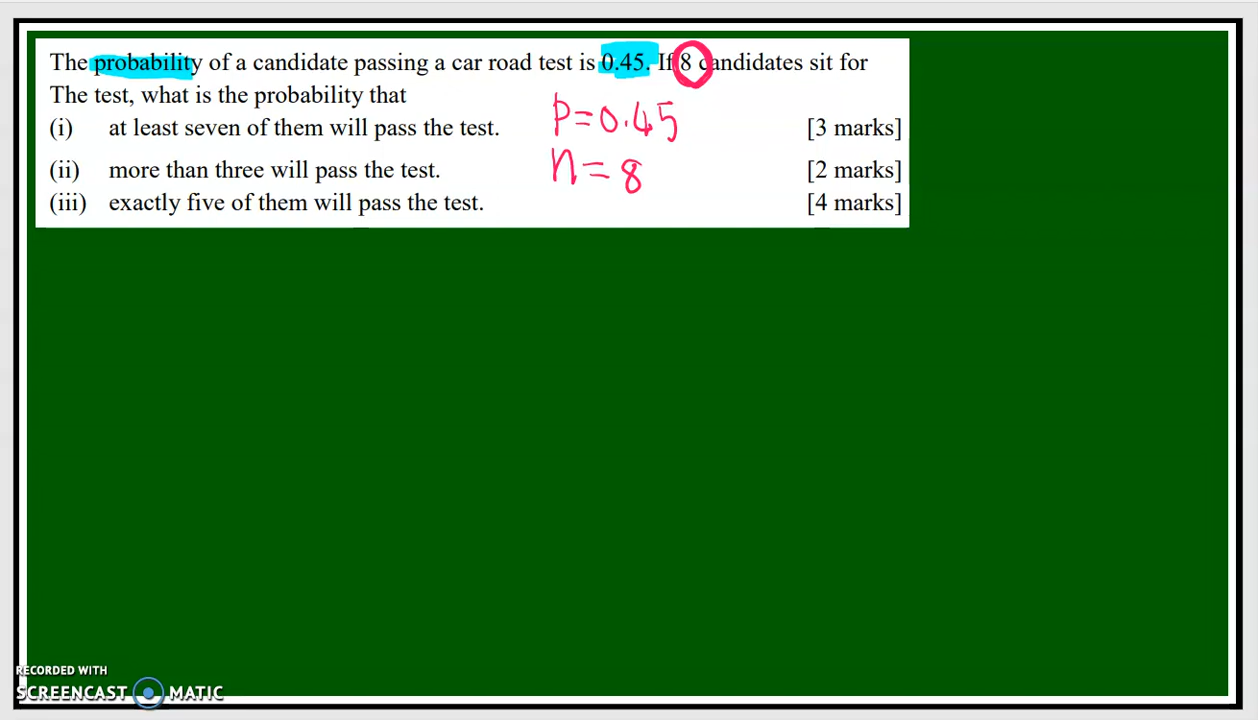 The probability of a candidate passing a car road test is 0.45. If 8 candidates sit for
The test, what is the probability that
p=0.45
(i) at least seven of them will pass the test. [3 marks]
n=8
(ii) more than three will pass the test. [2 marks]
(iii) exactly five of them will pass the test. [4 marks]
RECORDED WITH
SCREENCAST MATIC